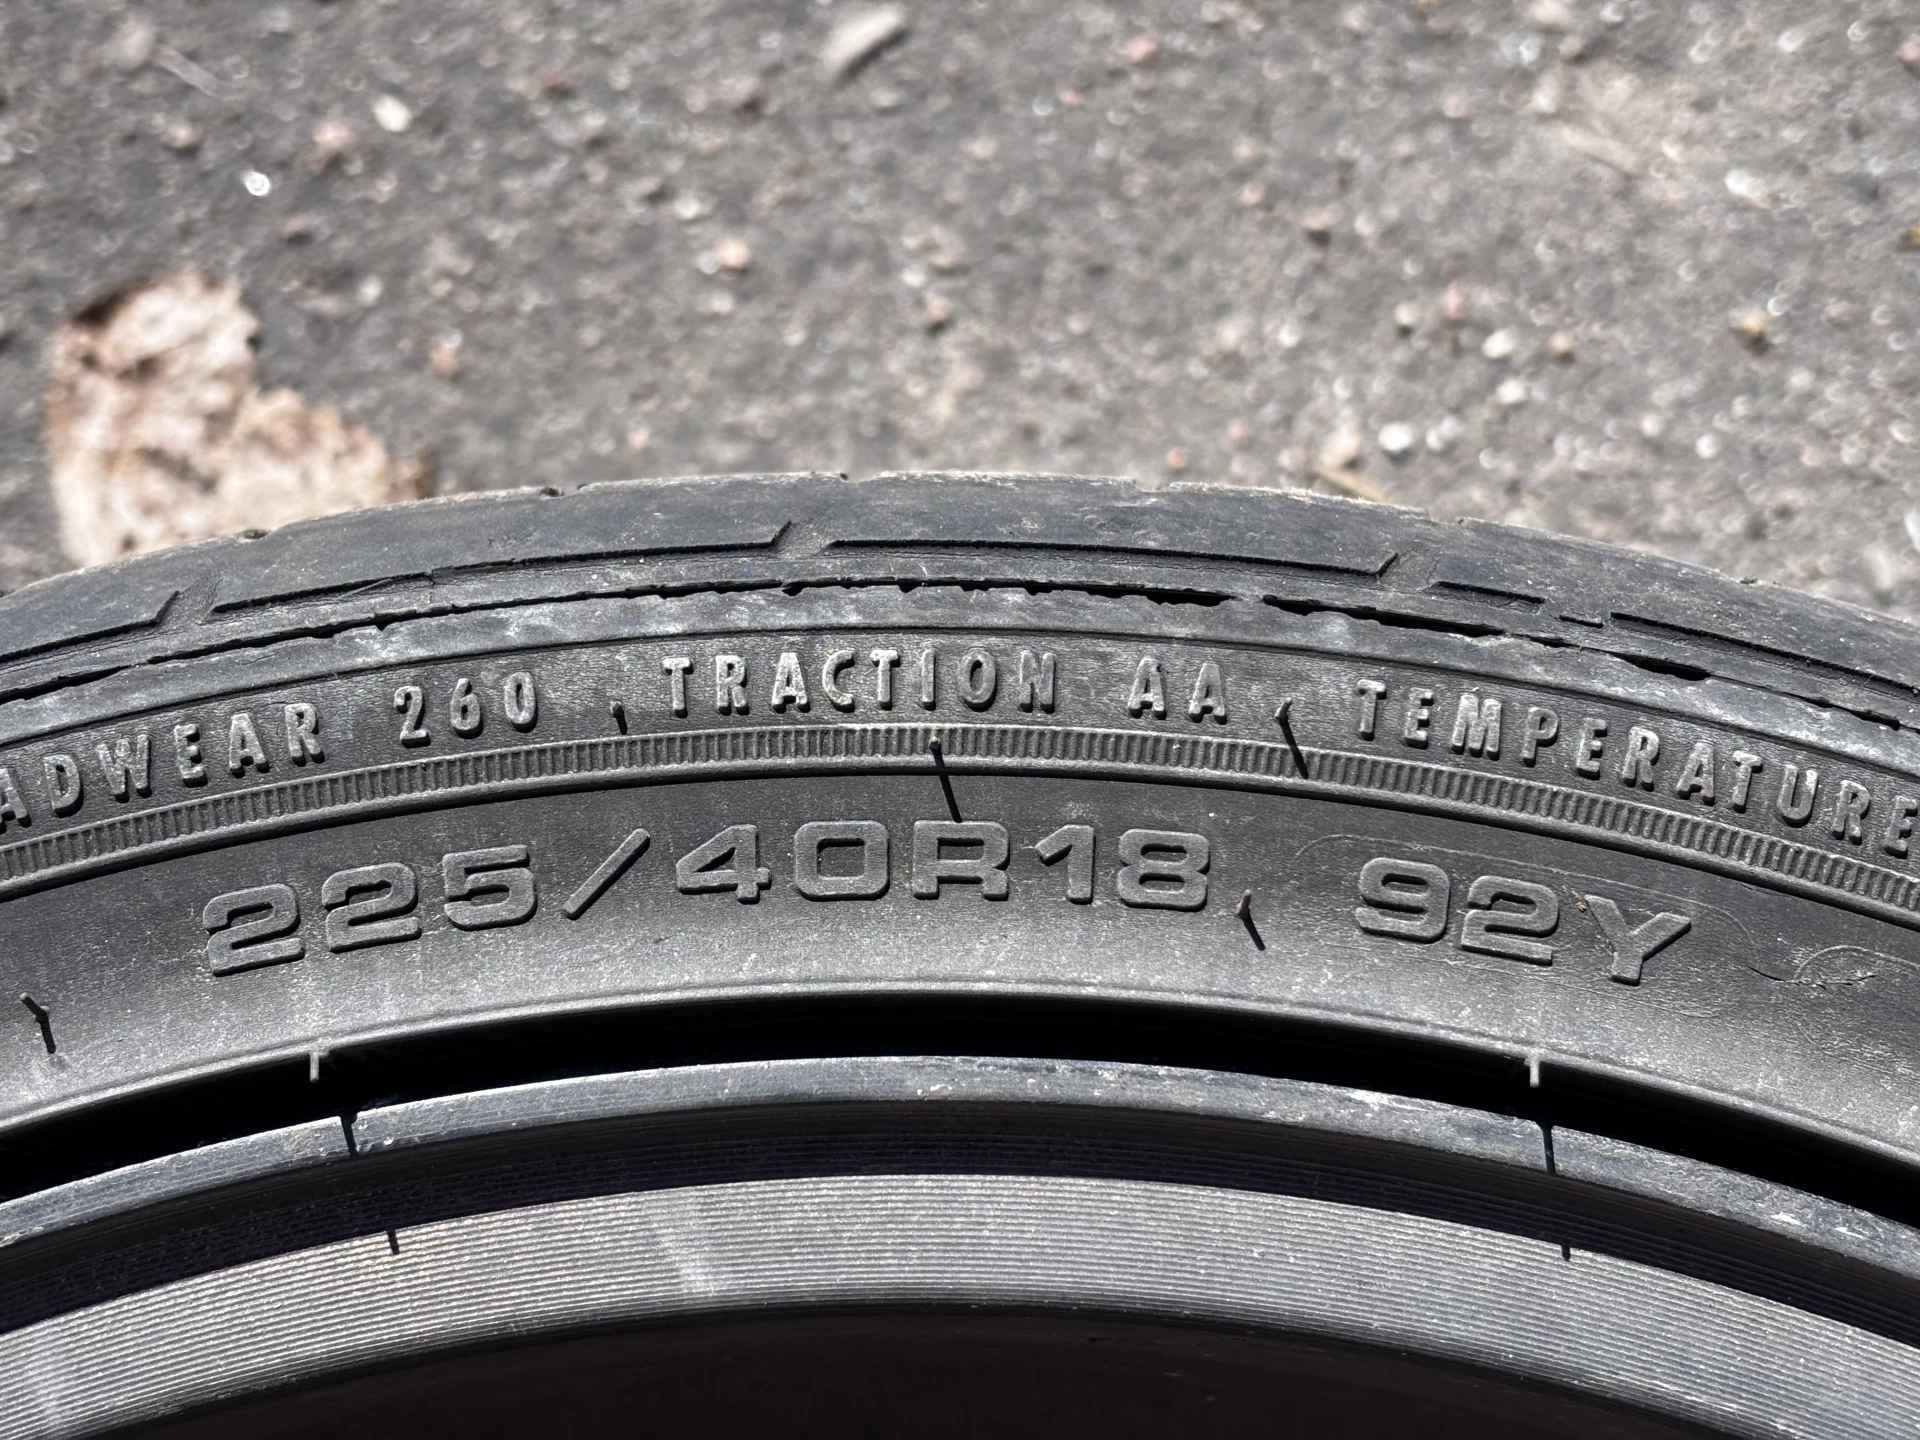 ADWEAR 260 TRACTION AA TEMPERATURE
225/40R18 92Y